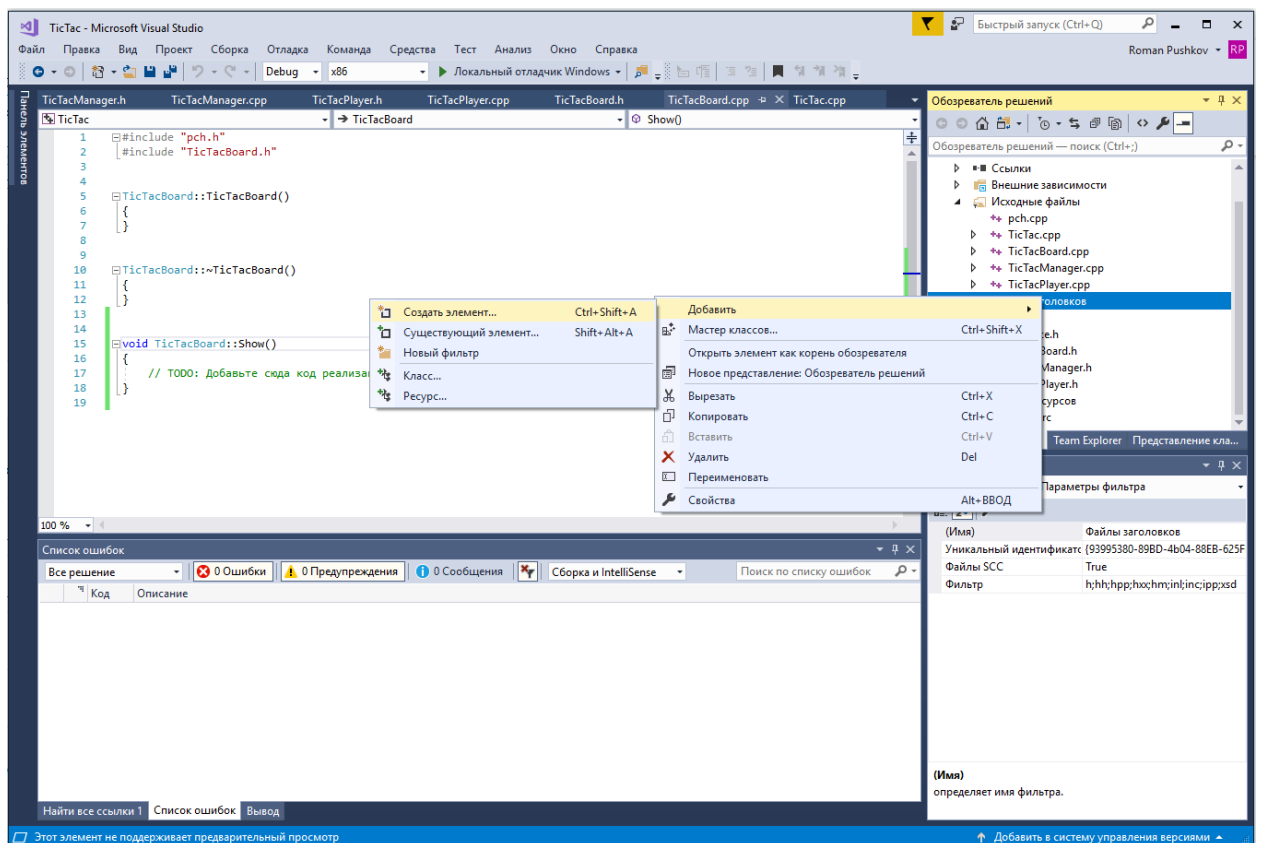 TicTac - Microsoft Visual Studio
Быстрый запуск (Ctrl+Q)
Файл Правка Вид Проект Сборка Отладка Команда Средства Тест Анализ Окно Справка
Roman Pushkov RP
Debug x86 Локальный отладчик Windows
Панель элементов
TicTacManager.h TicTacManager.cpp TicTacPlayer.h TicTacPlayer.cpp TicTacBoard.h TicTacBoard.cpp TicTac.cpp
TicTac TicTacBoard Show()
1 #include "pch.h"
2 #include "TicTacBoard.h"
3
4
5 TicTacBoard::TicTacBoard()
6 {
7 }
8
9
10 TicTacBoard::~TicTacBoard()
11 {
12 }
13
14
15 void TicTacBoard::Show()
16 {
17 // TODO: Добавьте сюда код реализа
18 }
19
100 %
Создать элемент... Ctrl+Shift+A
Существующий элемент... Shift+Alt+A
Новый фильтр
Класс...
Ресурс...
Добавить
Мастер классов... Ctrl+Shift+X
Открыть элемент как корень обозревателя
Новое представление: Обозреватель решений
Вырезать Ctrl+X
Копировать Ctrl+C
Вставить Ctrl+V
Удалить Del
Переименовать
Свойства Alt+ВВОД
Обозреватель решений
Обозреватель решений — поиск (Ctrl+;)
Ссылки
Внешние зависимости
Исходные файлы
pch.cpp
TicTac.cpp
TicTacBoard.cpp
TicTacManager.cpp
TicTacPlayer.cpp
оловков
e.h
Board.h
Manager.h
Player.h
сурсов
rc
Team Explorer Представление кла...
Параметры фильтра
(Имя) Файлы заголовков
Уникальный идентификатс {93995380-89BD-4b04-88EB-625F
Файлы SCC True
Фильтр h;hh;hpp;hxx;hm;inl;inc;ipp;xsd
(Имя)
определяет имя фильтра.
Список ошибок
Все решение 0 Ошибки 0 Предупреждения 0 Сообщения Сборка и IntelliSense Поиск по списку ошибок
Код Описание
Найти все ссылки 1 Список ошибок Вывод
Этот элемент не поддерживает предварительный просмотр
Добавить в систему управления версиями